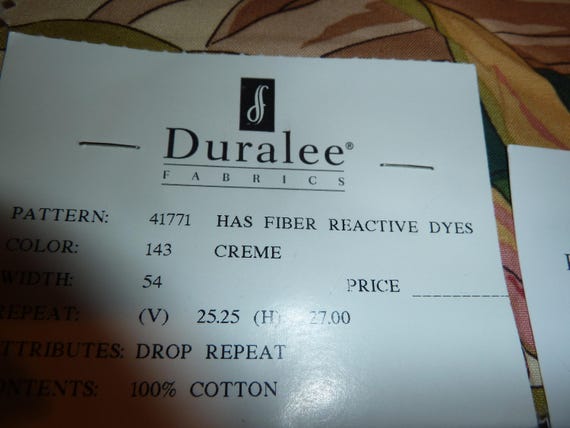 Duralee®
FABRICS
PATTERN: 41771 HAS FIBER REACTIVE DYES
COLOR: 143 CREME
WIDTH: 54 PRICE ________
REPEAT: (V) 25.25 (H) 27.00
ATTRIBUTES: DROP REPEAT
CONTENTS: 100% COTTON